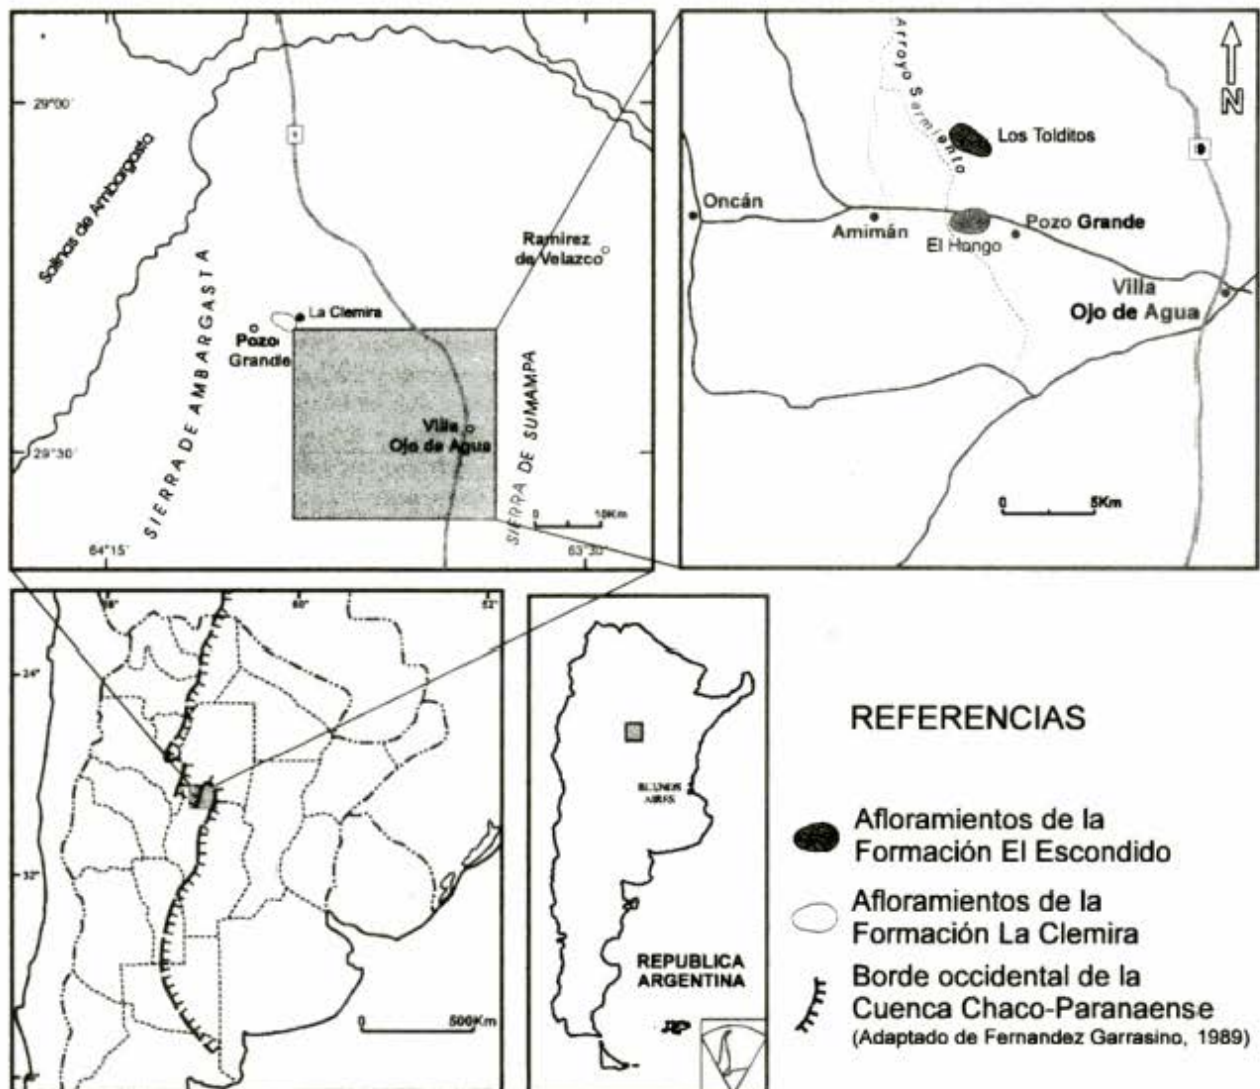 29°00´
Salinas de Ambargasta
SIERRA DE AMBARGASTA
Ramirez
de Velazco
La Clemira
Pozo
Grande
Villa
Ojo de Agua
SIERRA DE SUMAMPA
29°30´
0 10Km
64°15´
63°30´
Arroyo Sarmiento
N
Los Tolditos
Oncán
Amimán
El Hongo
Pozo Grande
Villa
Ojo de Agua
0 5Km
60°
52°
24°
32°
0 500Km
BUENOS
AIRES
REPUBLICA
ARGENTINA
REFERENCIAS
Afloramientos de la
Formación El Escondido
Afloramientos de la
Formación La Clemira
Borde occidental de la
Cuenca Chaco-Paranaense
(Adaptado de Fernandez Garrasino, 1989)